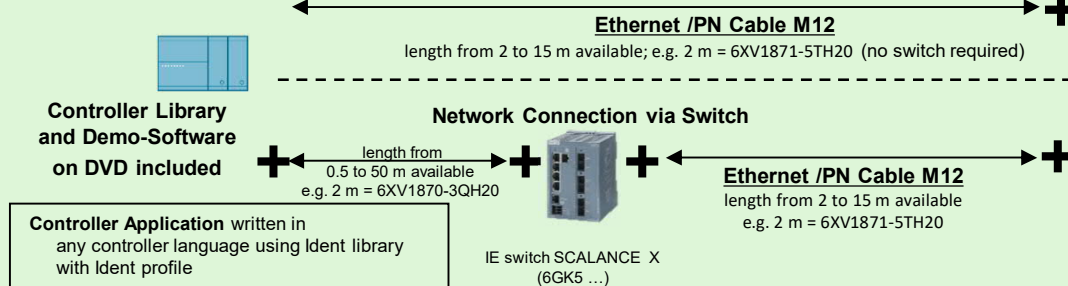 Ethernet /PN Cable M12
length from 2 to 15 m available; e.g. 2 m = 6XV1871-5TH20 (no switch required)
Controller Library
and Demo-Software
on DVD included
Network Connection via Switch
length from
0.5 to 50 m available
e.g. 2 m = 6XV1870-3QH20
Ethernet /PN Cable M12
length from 2 to 15 m available
e.g. 2 m = 6XV1871-5TH20
Controller Application written in
any controller language using Ident library
with Ident profile
IE switch SCALANCE X
(6GK5 ...)